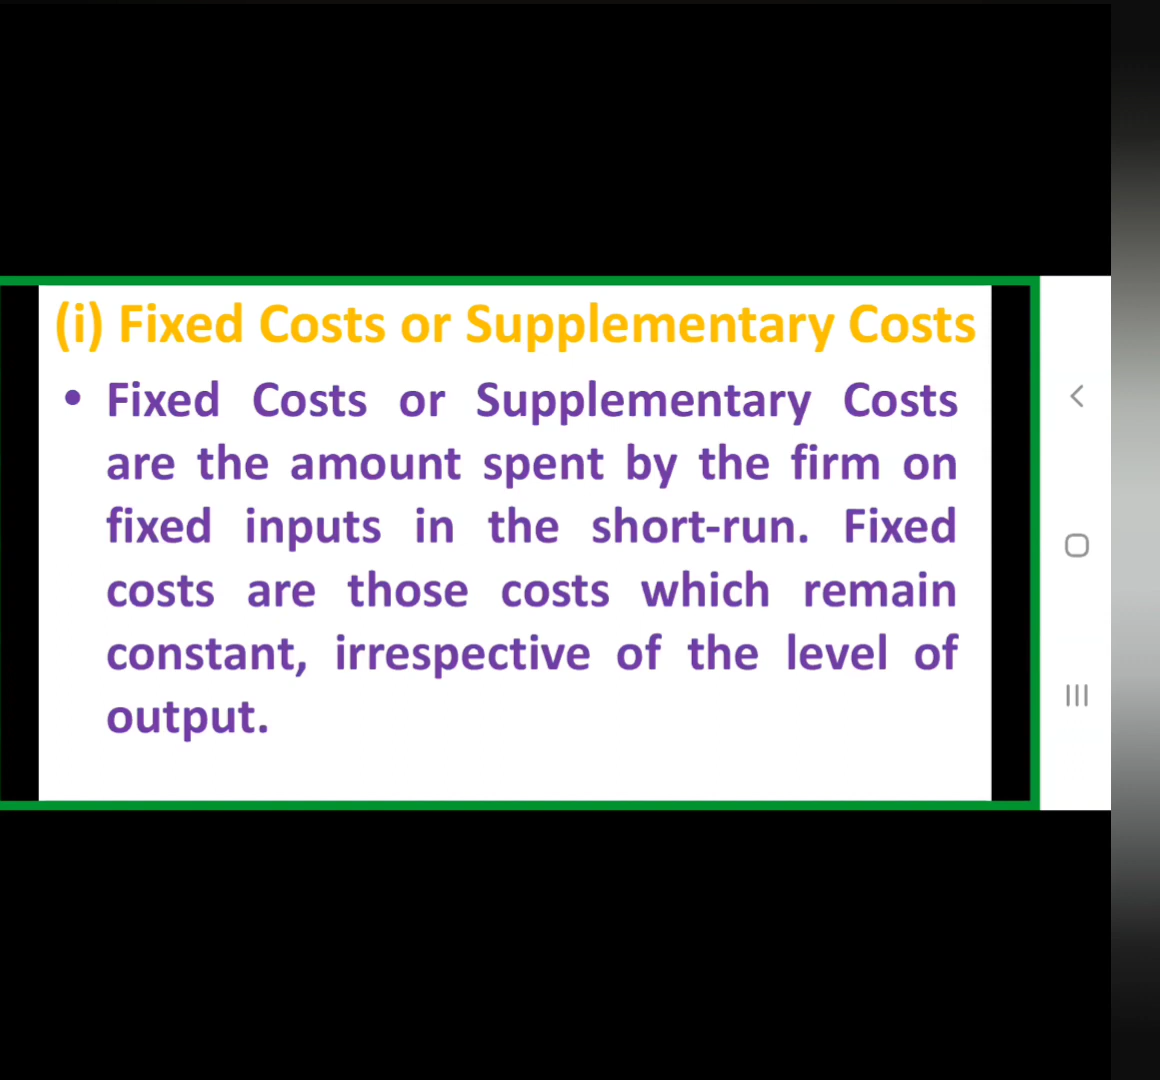 (i) Fixed Costs or Supplementary Costs
• Fixed Costs or Supplementary Costs
are the amount spent by the firm on
fixed inputs in the short-run. Fixed
costs are those costs which remain
constant, irrespective of the level of
output.